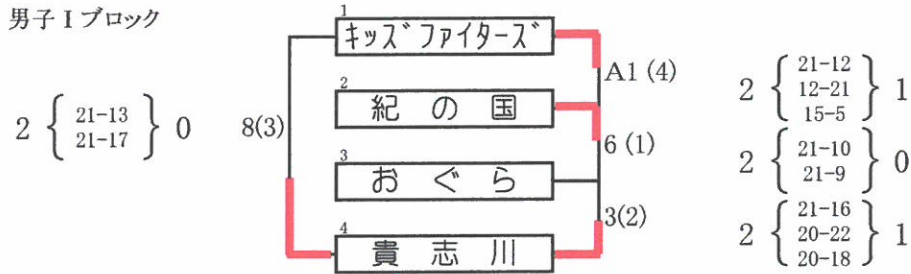 男子 I ブロック
1
キッズファイターズ
A1 (4)
2 { 21-12 12-21 15-5 } 1
2
紀の国
2 { 21-13 21-17 } 0
8(3)
6 (1)
2 { 21-10 21-9 } 0
3
おぐら
3(2)
2 { 21-16 20-22 20-18 } 1
4
貴志川